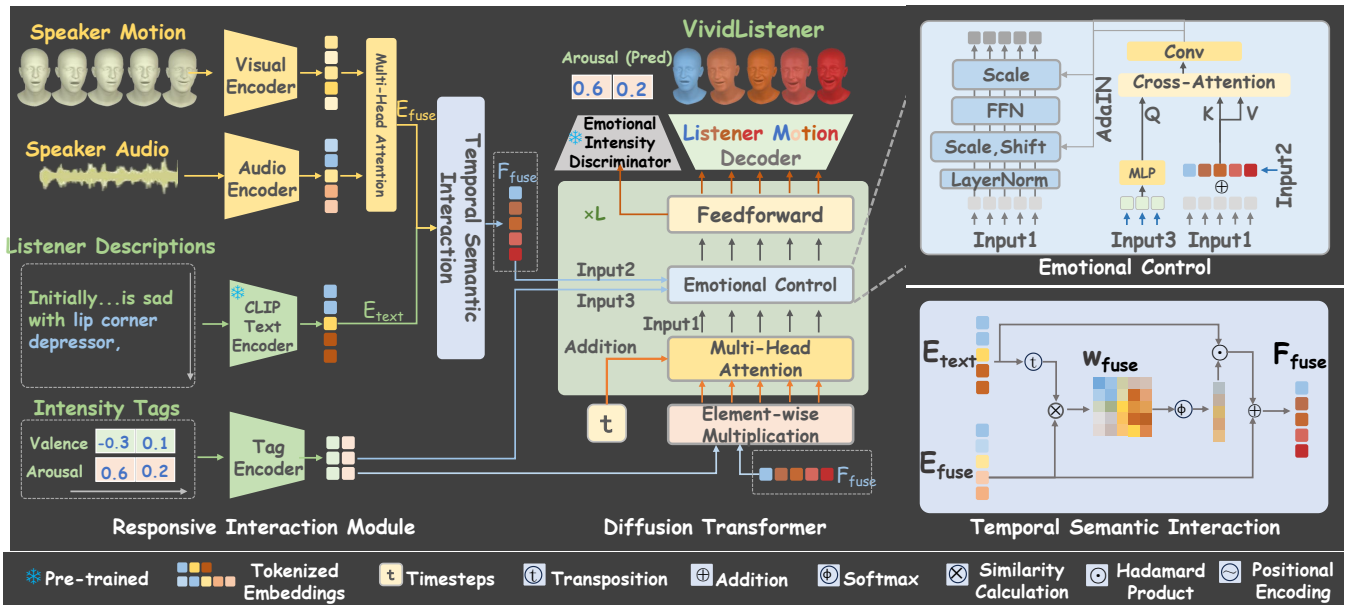 Speaker Motion
Visual
Encoder
Multi-Head Attention
E_fuse
Speaker Audio
Audio
Encoder
Listener Descriptions
Initially...is sad
with lip corner
depressor,
CLIP
Text
Encoder
E_text
Intensity Tags
Valence -0.3 0.1
Arousal 0.6 0.2
Tag
Encoder
Temporal Semantic
Interaction
Responsive Interaction Module
VividListener
Arousal (Pred)
0.6 0.2
Emotional
Intensity
Discriminator
Listener Motion
Decoder
F_fuse
×L
Feedforward
Input2
Emotional Control
Input3
Input1
Addition
Multi-Head
Attention
t
Element-wise
Multiplication
F_fuse
Diffusion Transformer
Scale
FFN
Scale,Shift
LayerNorm
Input1
AdaIN
Conv
Cross-Attention
Q
K
V
MLP
Input2
Input3
Input1
Emotional Control
E_text
t
w_fuse
F_fuse
E_fuse
Temporal Semantic Interaction
Pre-trained
Tokenized
Embeddings
t Timesteps
t Transposition
Addition
Φ Softmax
Similarity
Calculation
Hadamard
Product
Positional
Encoding